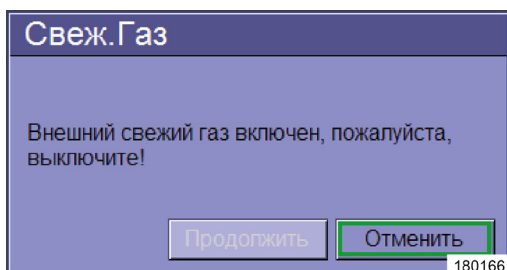 Свеж.Газ
Внешний свежий газ включен, пожалуйста,
выключите!
Продолжить Отменить
180166